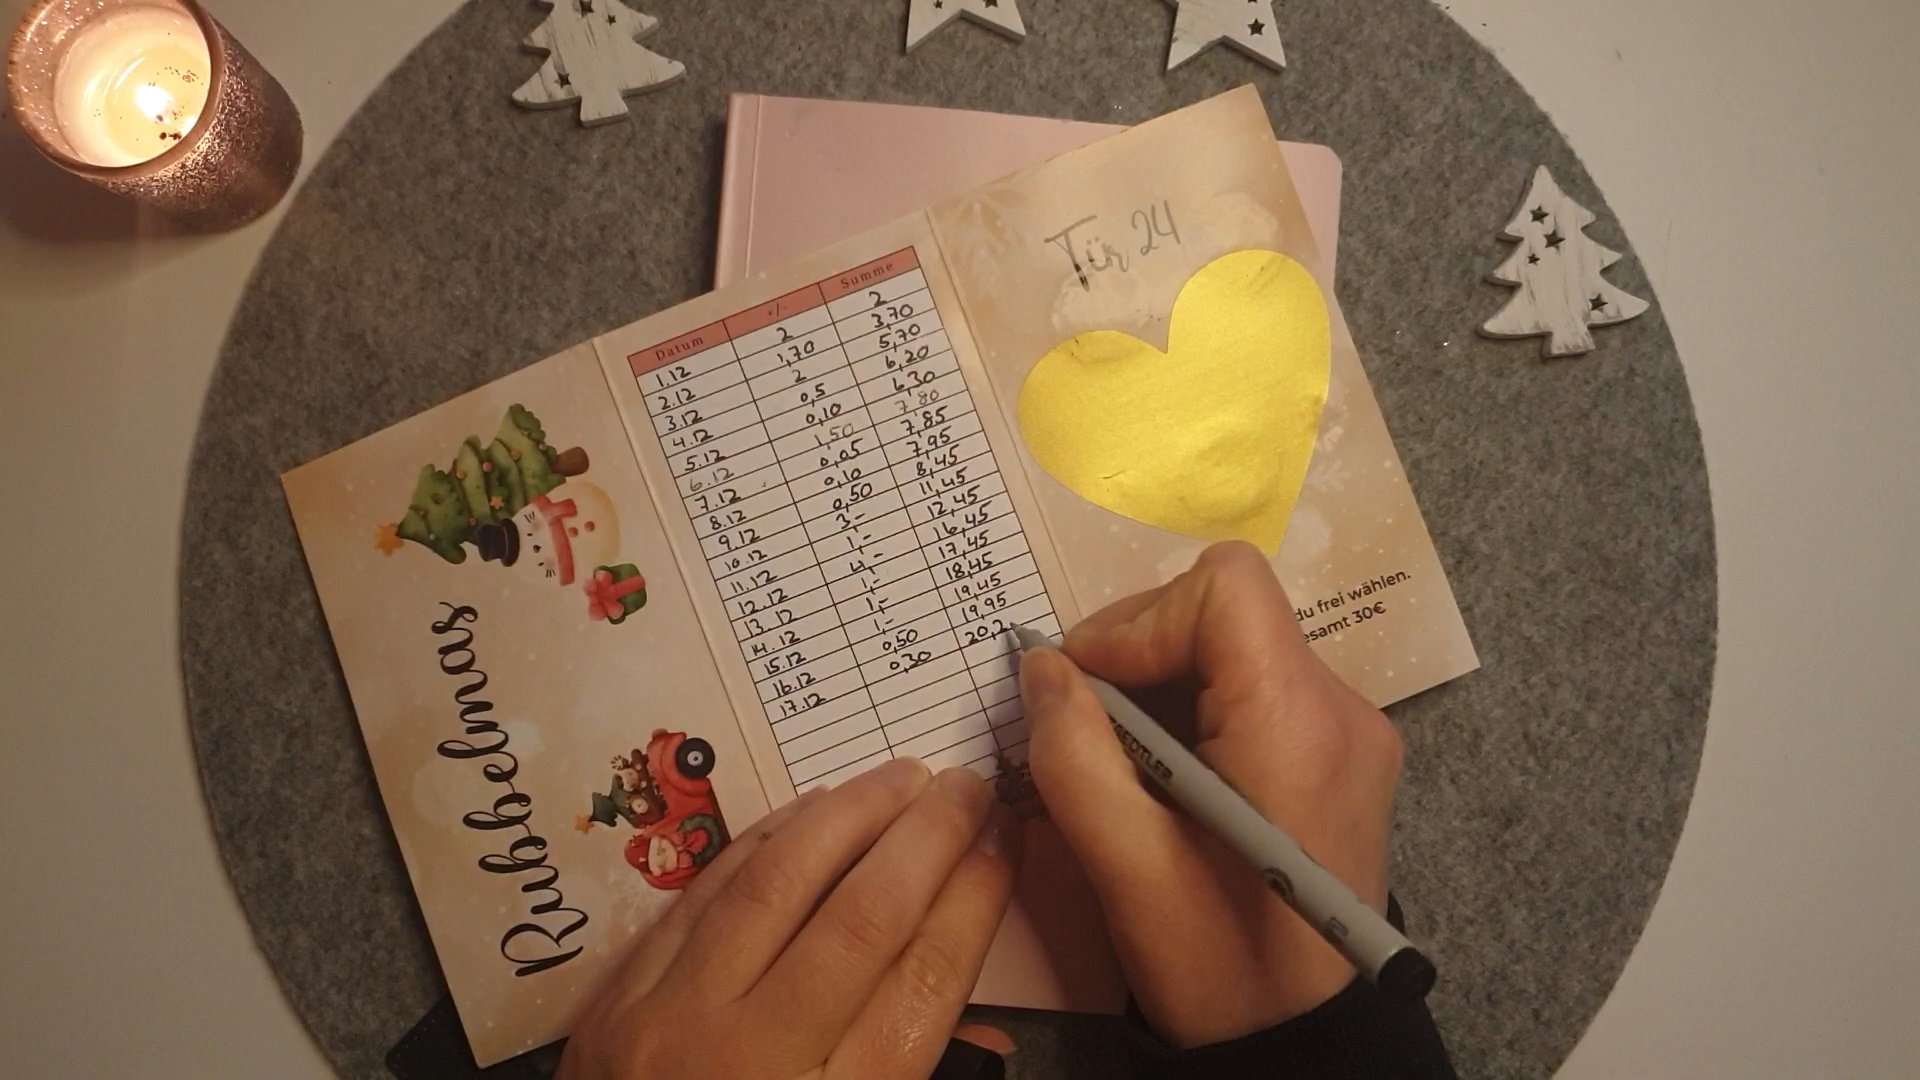 Rubbelmas
Datum +/- Summe
1.12 2 2
2.12 1,70 3,70
3.12 2 5,70
4.12 0,5 6,20
5.12 0,10 6,30
6.12 1,50 7,80
7.12 0,05 7,85
8.12 0,10 7,95
9.12 0,50 8,45
10.12 3,- 11,45
11.12 1,- 12,45
12.12 4,- 16,45
13.12 1,- 17,45
14.12 1,- 18,45
15.12 1,- 19,45
16.12 0,50 19,95
17.12 0,30 20,2
Tür 24
du frei wählen.
esamt 30€